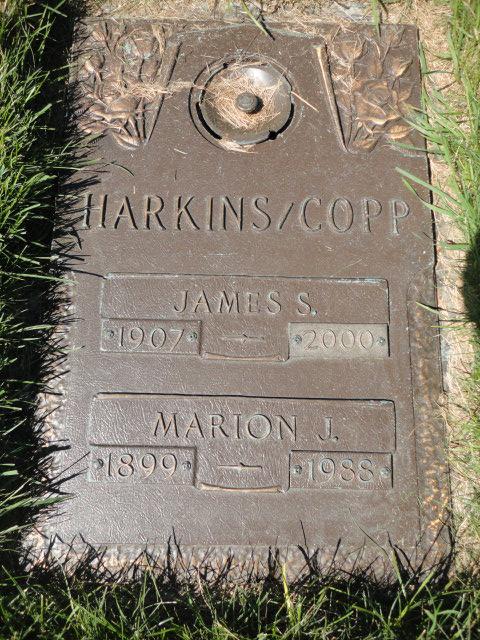 HARKINS/COPP
JAMES S.
1907 2000
MARION J.
1899 1988